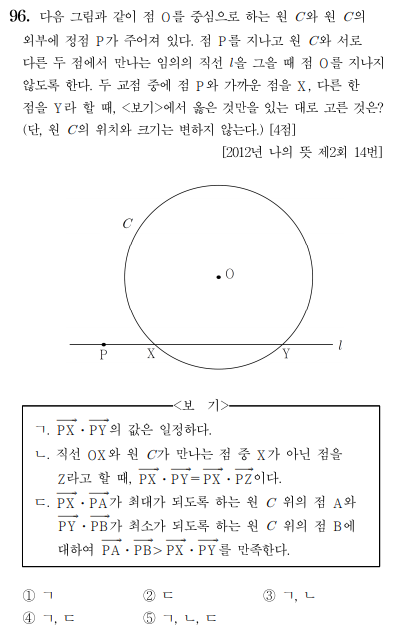 96. 다음 그림과 같이 점 O를 중심으로 하는 원 C와 원 C의
외부에 정점 P가 주어져 있다. 점 P를 지나고 원 C와 서로
다른 두 점에서 만나는 임의의 직선 l을 그을 때 점 O를 지나지
않도록 한다. 두 교점 중에 점 P와 가까운 점을 X, 다른 한
점을 Y라 할 때, <보기>에서 옳은 것만을 있는 대로 고른 것은?
(단, 원 C의 위치와 크기는 변하지 않는다.) [4점]
[2012년 나의 뜻 제2회 14번]
C
O
P X Y l
<보 기>
ㄱ. $\overrightarrow{PX}$·$\overrightarrow{PY}$의 값은 일정하다.
ㄴ. 직선 OX와 원 C가 만나는 점 중 X가 아닌 점을
Z라고 할 때, $\overrightarrow{PX}$·$\overrightarrow{PY}$=$\overrightarrow{PX}$·$\overrightarrow{PZ}$이다.
ㄷ. $\overrightarrow{PX}$·$\overrightarrow{PA}$가 최대가 되도록 하는 원 C 위의 점 A와
$\overrightarrow{PY}$·$\overrightarrow{PB}$가 최소가 되도록 하는 원 C 위의 점 B에
대하여 $\overrightarrow{PA}$·$\overrightarrow{PB}$>$\overrightarrow{PX}$·$\overrightarrow{PY}$를 만족한다.
① ㄱ ② ㄷ ③ ㄱ, ㄴ
④ ㄱ, ㄷ ⑤ ㄱ, ㄴ, ㄷ